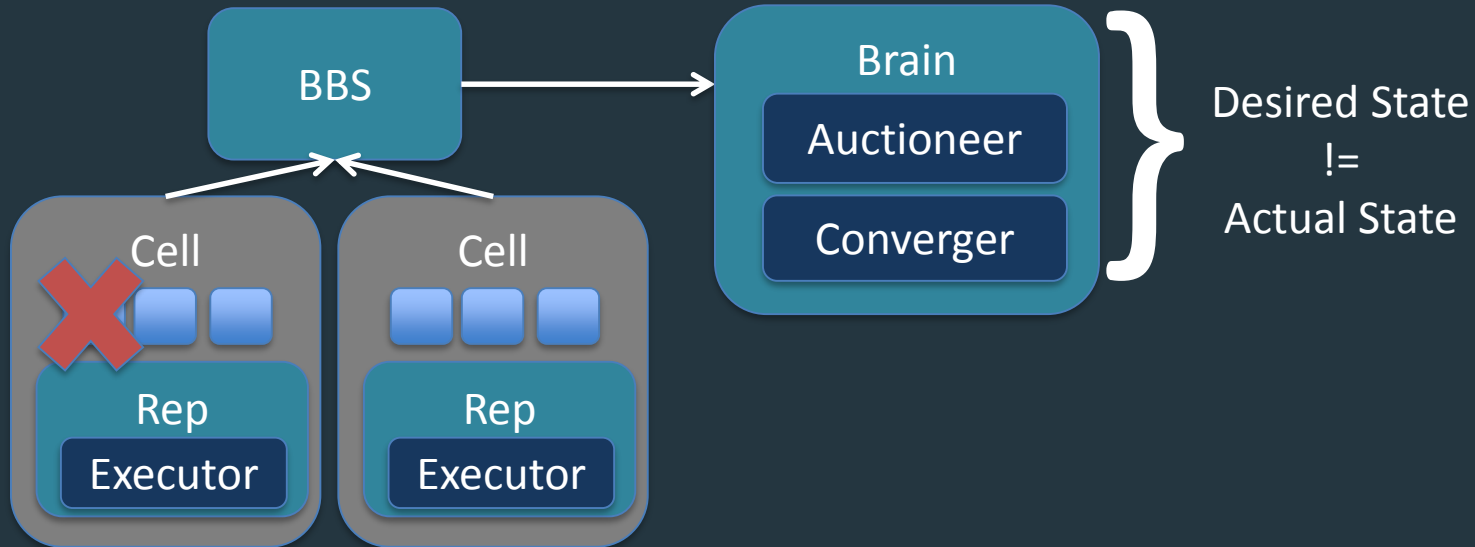 BBS
Brain
Auctioneer
Converger
Desired State
!=
Actual State
Cell
Rep
Executor
Cell
Rep
Executor